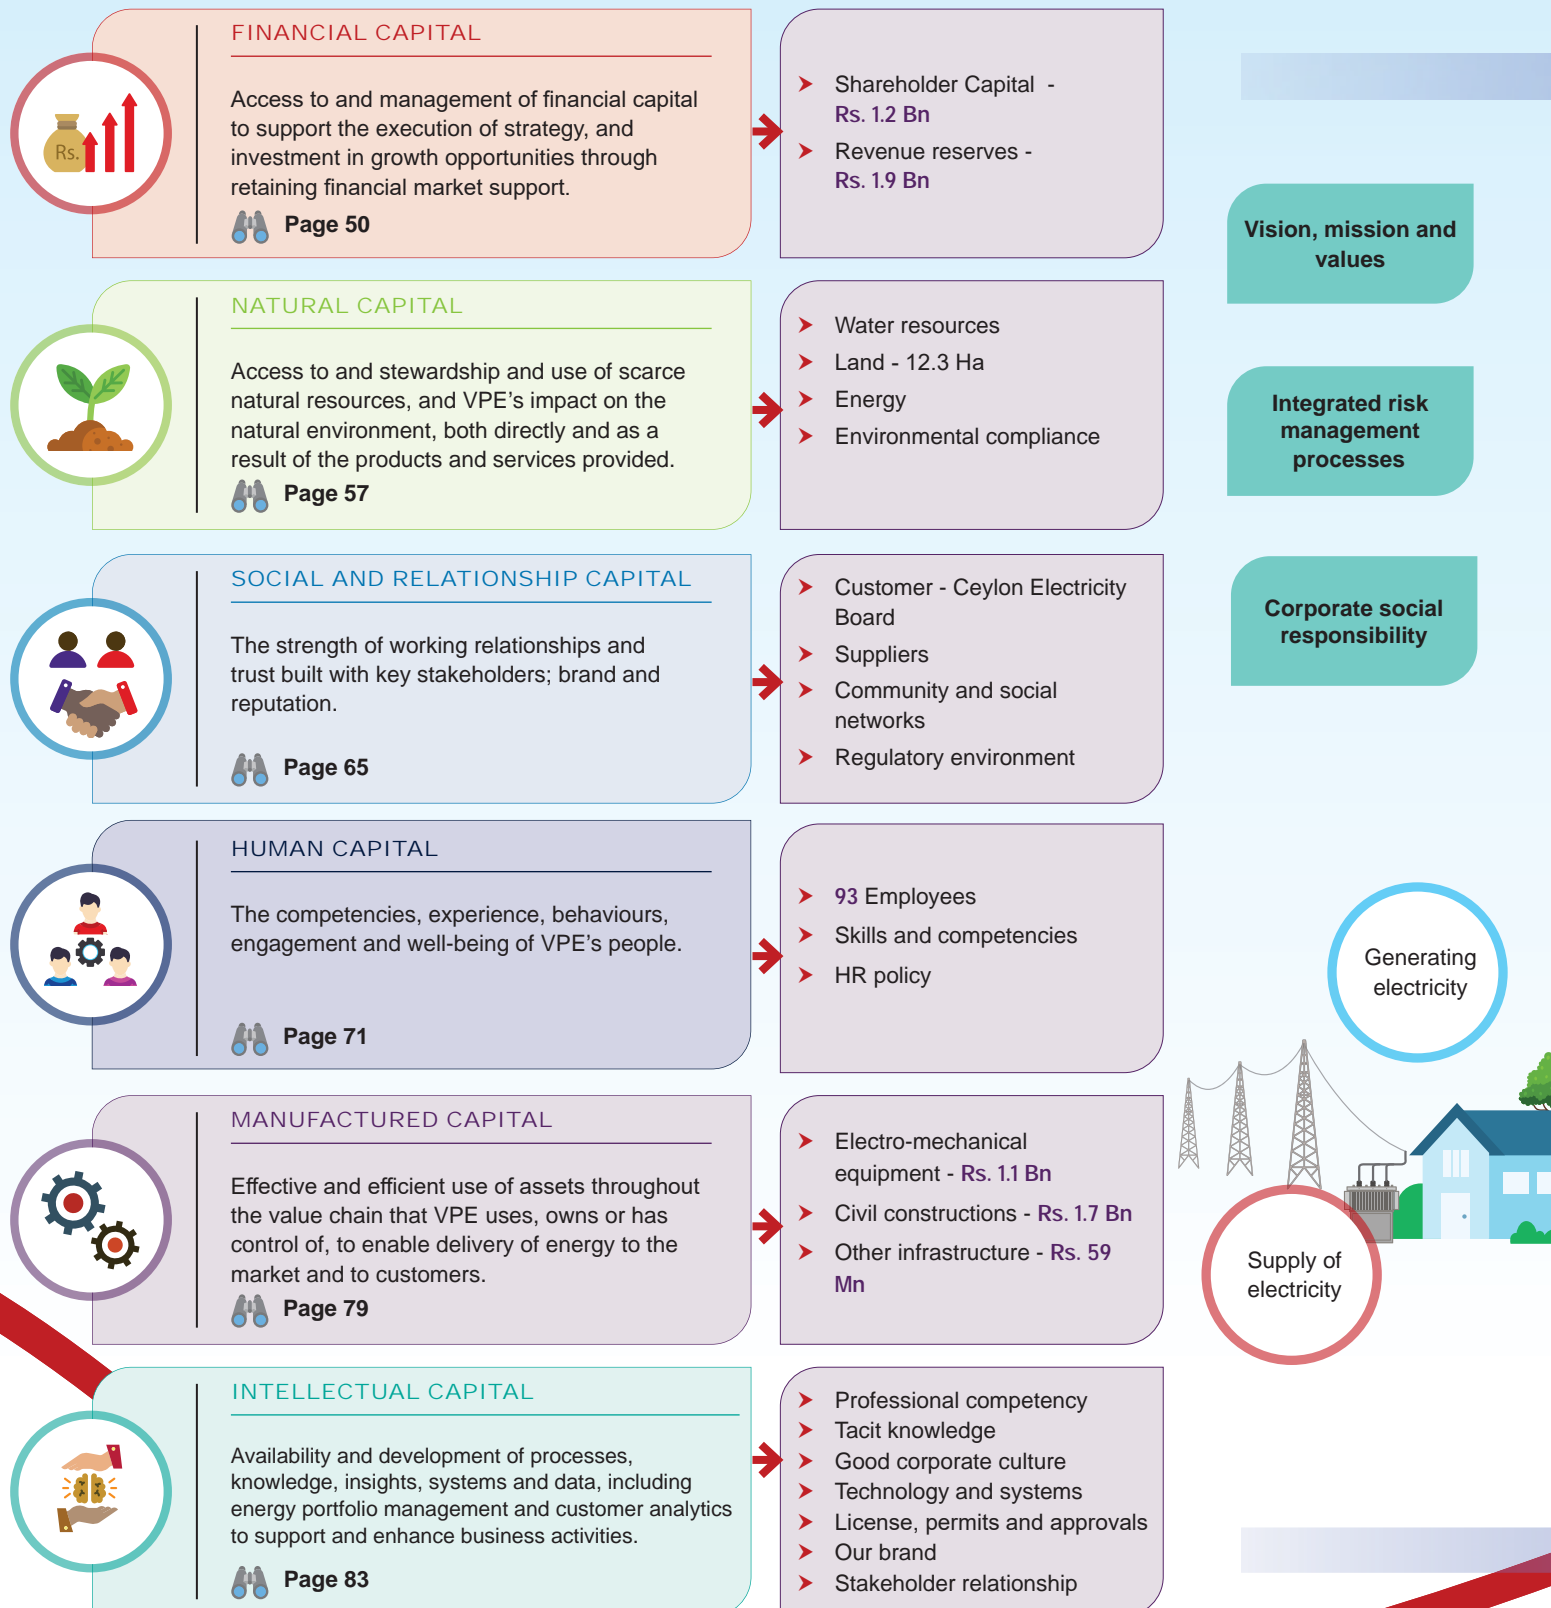 FINANCIAL CAPITAL
Rs.
Access to and management of financial capital
to support the execution of strategy, and
investment in growth opportunities through
retaining financial market support.
Page 50
Shareholder Capital -
Rs. 1.2 Bn
Revenue reserves -
Rs. 1.9 Bn
NATURAL CAPITAL
Access to and stewardship and use of scarce
natural resources, and VPE’s impact on the
natural environment, both directly and as a
result of the products and services provided.
Page 57
Water resources
Land - 12.3 Ha
Energy
Environmental compliance
SOCIAL AND RELATIONSHIP CAPITAL
The strength of working relationships and
trust built with key stakeholders; brand and
reputation.
Page 65
Customer - Ceylon Electricity
Board
Suppliers
Community and social
networks
Regulatory environment
HUMAN CAPITAL
The competencies, experience, behaviours,
engagement and well-being of VPE’s people.
Page 71
93 Employees
Skills and competencies
HR policy
MANUFACTURED CAPITAL
Effective and efficient use of assets throughout
the value chain that VPE uses, owns or has
control of, to enable delivery of energy to the
market and to customers.
Page 79
Electro-mechanical
equipment - Rs. 1.1 Bn
Civil constructions - Rs. 1.7 Bn
Other infrastructure - Rs. 59
Mn
INTELLECTUAL CAPITAL
Availability and development of processes,
knowledge, insights, systems and data, including
energy portfolio management and customer analytics
to support and enhance business activities.
Page 83
Professional competency
Tacit knowledge
Good corporate culture
Technology and systems
License, permits and approvals
Our brand
Stakeholder relationship
Vision, mission and
values
Integrated risk
management
processes
Corporate social
responsibility
Generating
electricity
Supply of
electricity